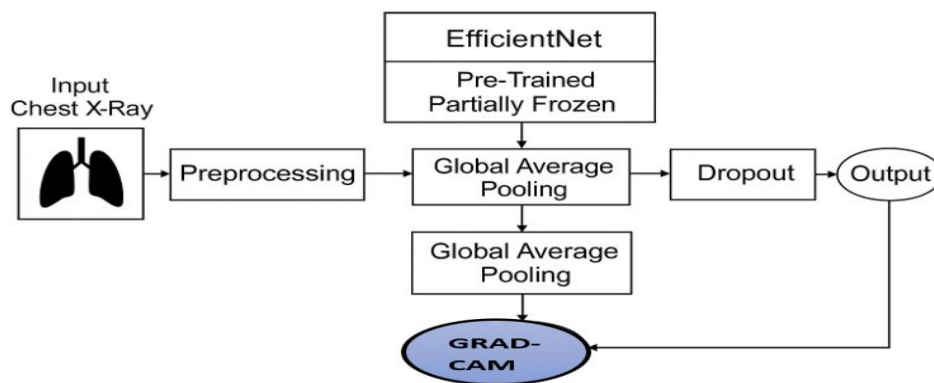 EfficientNet
Pre-Trained
Partially Frozen
Input
Chest X-Ray
Preprocessing
Global Average
Pooling
Dropout
Output
Global Average
Pooling
GRAD-
CAM